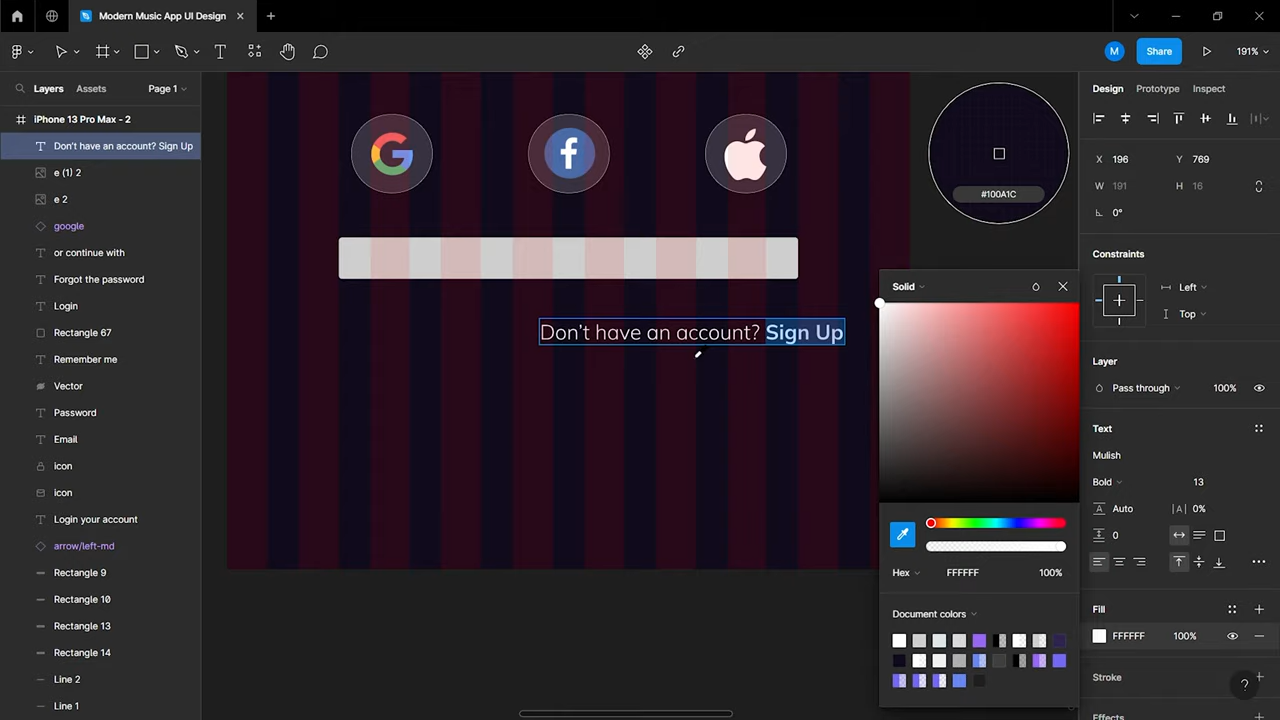 Modern Music App UI Design
M
Share
191%
Layers
Assets
Page 1
iPhone 13 Pro Max - 2
Don't have an account? Sign Up
e (1) 2
e 2
google
or continue with
Forgot the password
Login
Rectangle 67
Remember me
Vector
Password
Email
icon
icon
Login your account
arrow/left-md
Rectangle 9
Rectangle 10
Rectangle 13
Rectangle 14
Line 2
Line 1
Don't have an account? Sign Up
#100A1C
Solid
Hex
FFFFFF
100%
Document colors
Design
Prototype
Inspect
X 196
Y 769
W 191
H 16
0°
Constraints
Left
Top
Layer
Pass through
100%
Text
Mulish
Bold
13
Auto
|A| 0%
0
Fill
FFFFFF
100%
Stroke
Effects
?